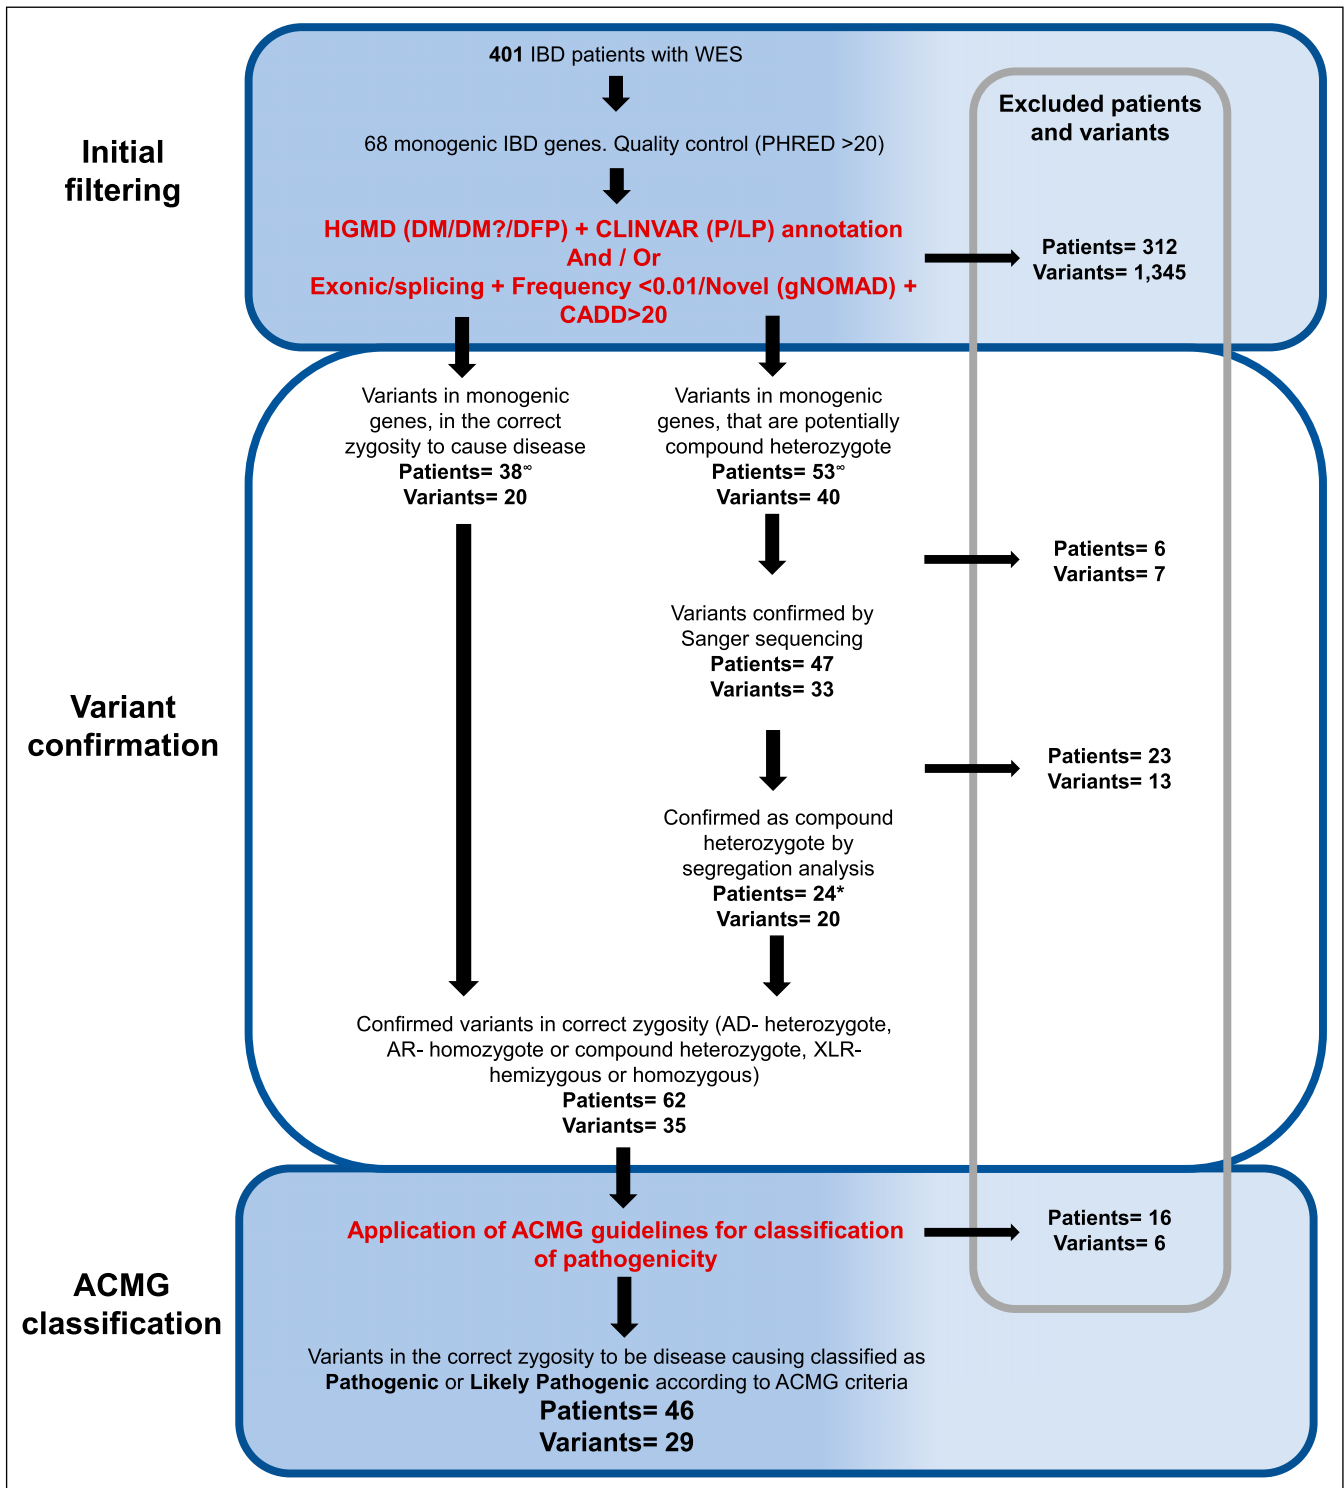 401 IBD patients with WES
Excluded patients
and variants
Initial
filtering
68 monogenic IBD genes. Quality control (PHRED >20)
HGMD (DM/DM?/DFP) + CLINVAR (P/LP) annotation
And / Or
Exonic/splicing + Frequency <0.01/Novel (gNOMAD) +
CADD>20
Patients= 312
Variants= 1,345
Variants in monogenic
genes, in the correct
zygosity to cause disease
Patients= 38∞
Variants= 20
Variants in monogenic
genes, that are potentially
compound heterozygote
Patients= 53∞
Variants= 40
Patients= 6
Variants= 7
Variants confirmed by
Sanger sequencing
Patients= 47
Variants= 33
Variant
confirmation
Patients= 23
Variants= 13
Confirmed as compound
heterozygote by
segregation analysis
Patients= 24*
Variants= 20
Confirmed variants in correct zygosity (AD- heterozygote,
AR- homozygote or compound heterozygote, XLR-
hemizygous or homozygous)
Patients= 62
Variants= 35
ACMG
classification
Application of ACMG guidelines for classification
of pathogenicity
Patients= 16
Variants= 6
Variants in the correct zygosity to be disease causing classified as
Pathogenic or Likely Pathogenic according to ACMG criteria
Patients= 46
Variants= 29